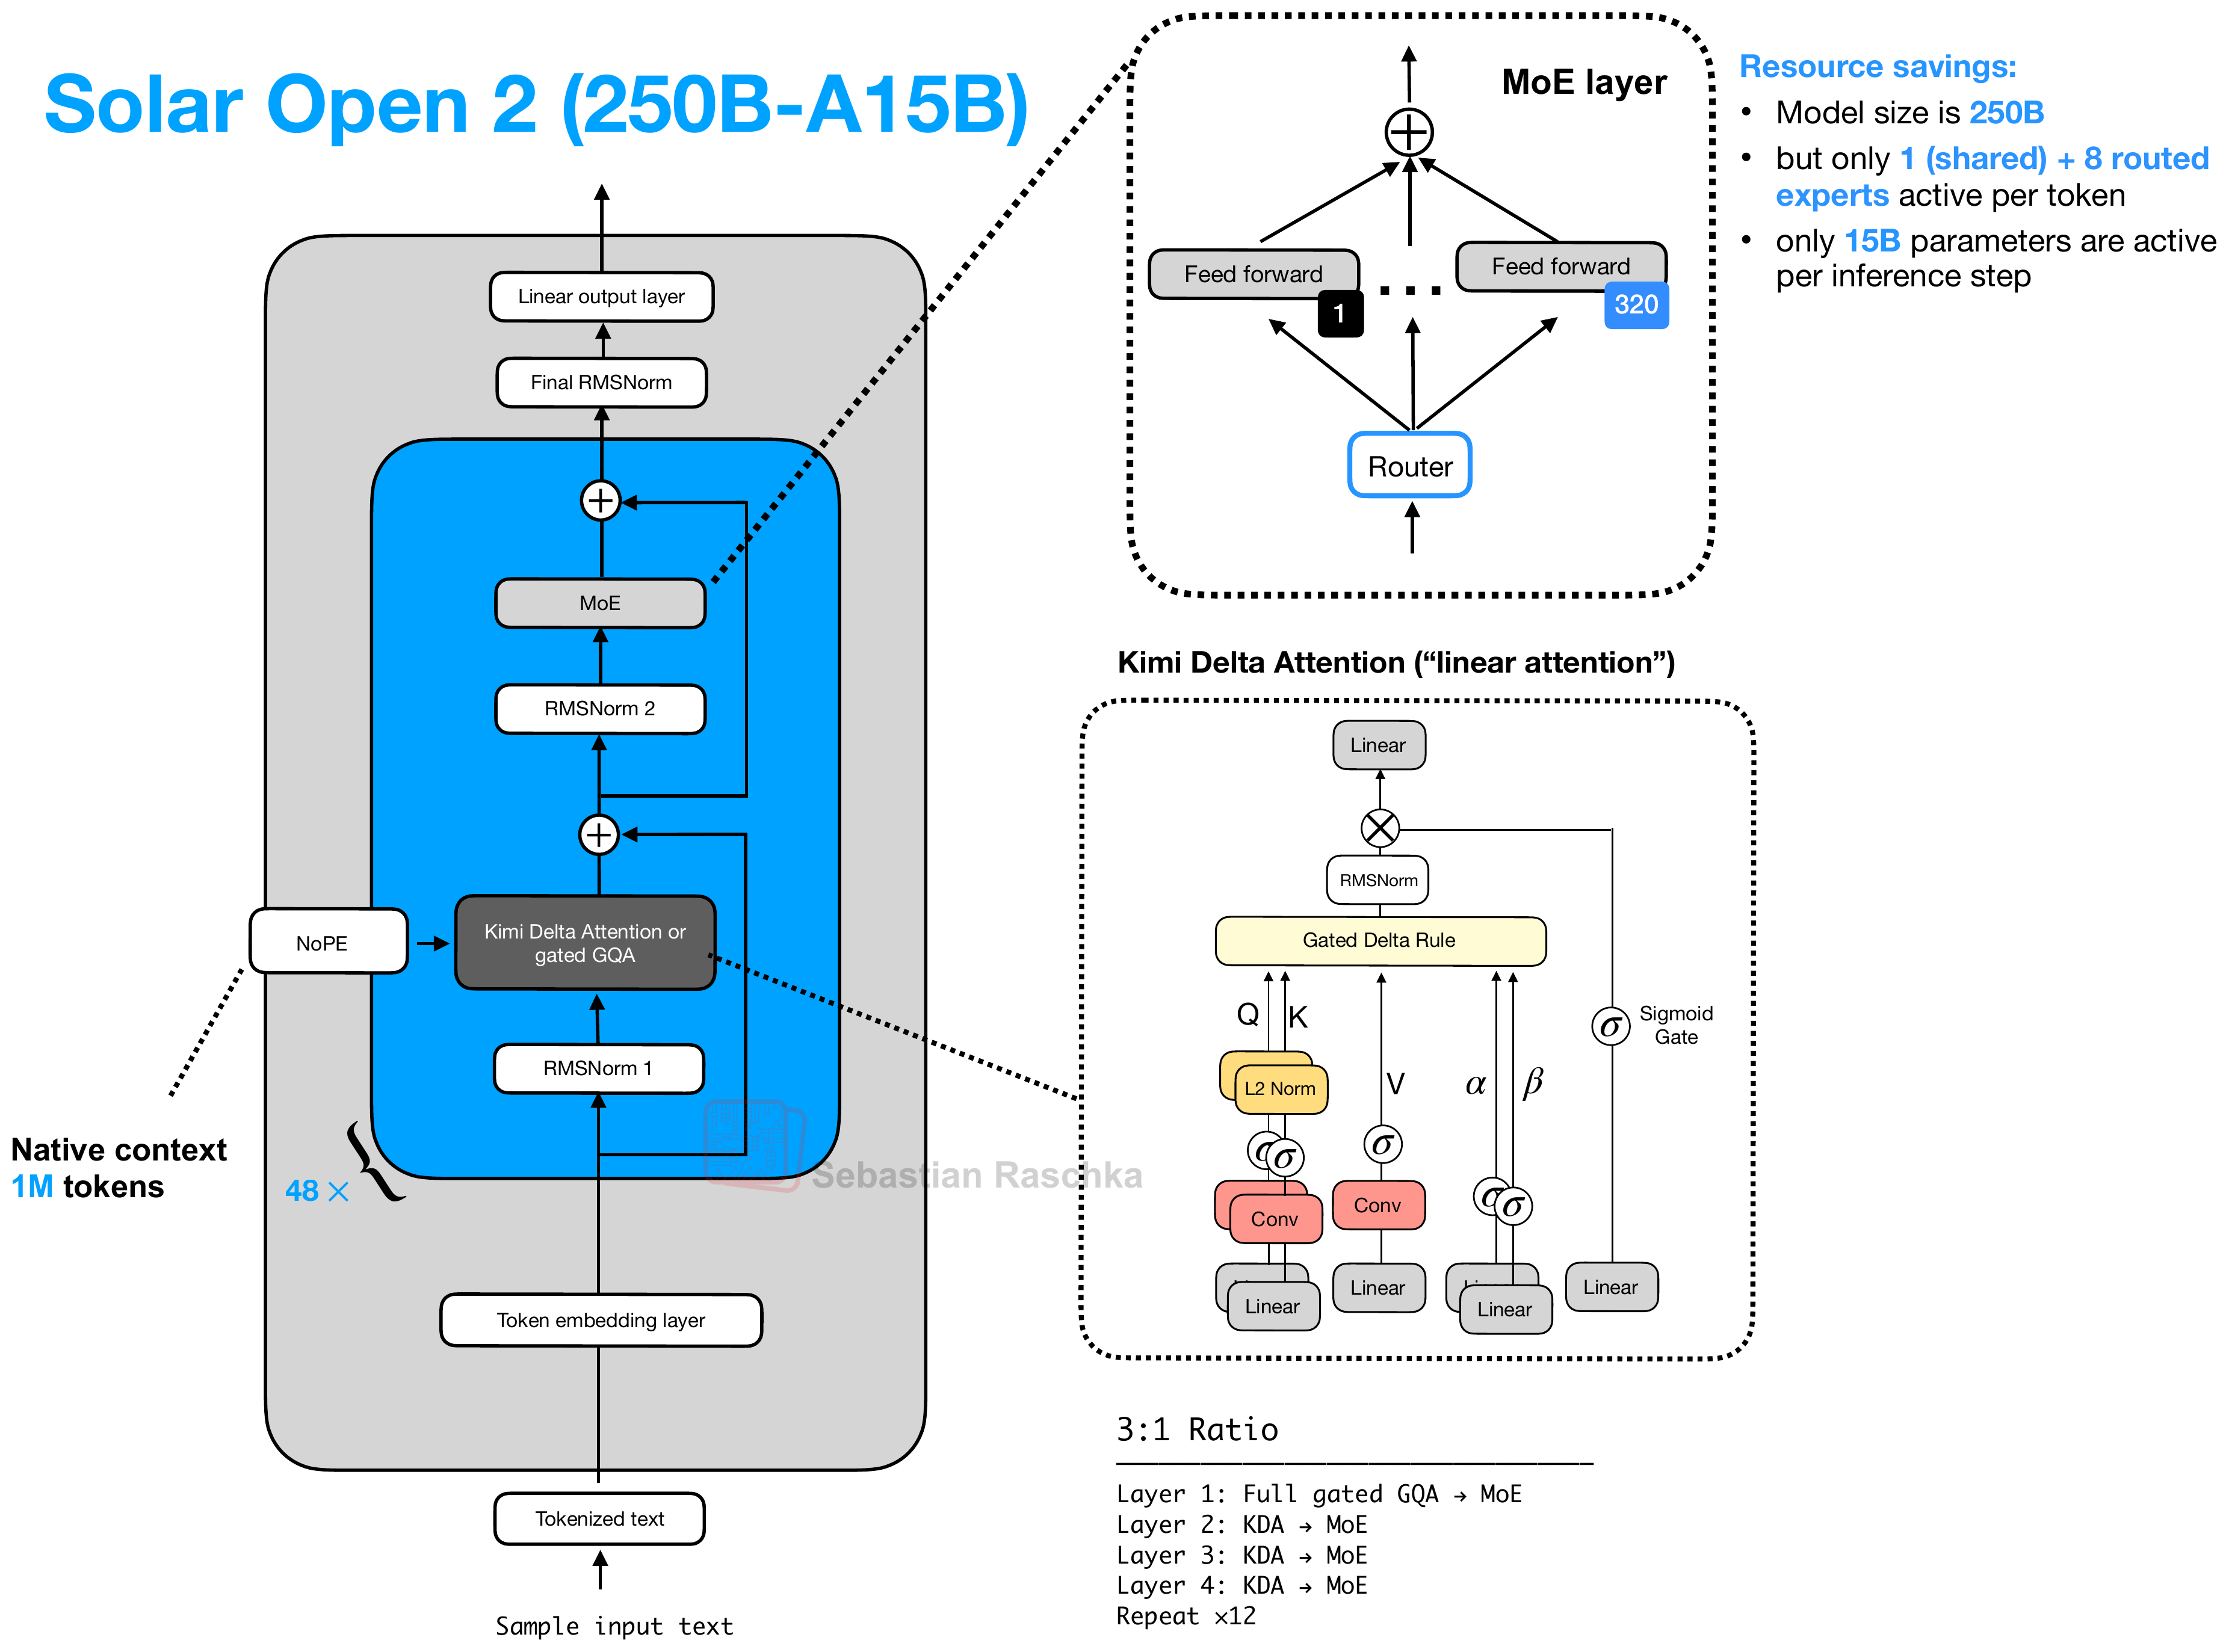 Solar Open 2 (250B-A15B)
Linear output layer
Final RMSNorm
MoE
RMSNorm 2
NoPE
Kimi Delta Attention or
gated GQA
RMSNorm 1
Native context
1M tokens
48 ×
Sebastian Raschka
Token embedding layer
Tokenized text
Sample input text
MoE layer
Feed forward
1
...
Feed forward
320
Router
Resource savings:
• Model size is 250B
• but only 1 (shared) + 8 routed
experts active per token
• only 15B parameters are active
per inference step
Kimi Delta Attention (“linear attention”)
Linear
RMSNorm
Gated Delta Rule
Q
K
V
α
β
σ
Sigmoid
Gate
L2 Norm
σ
σ
σ
σ
σ
Conv
Conv
Linear
Linear
Linear
Linear
3:1 Ratio
Layer 1: Full gated GQA → MoE
Layer 2: KDA → MoE
Layer 3: KDA → MoE
Layer 4: KDA → MoE
Repeat ×12